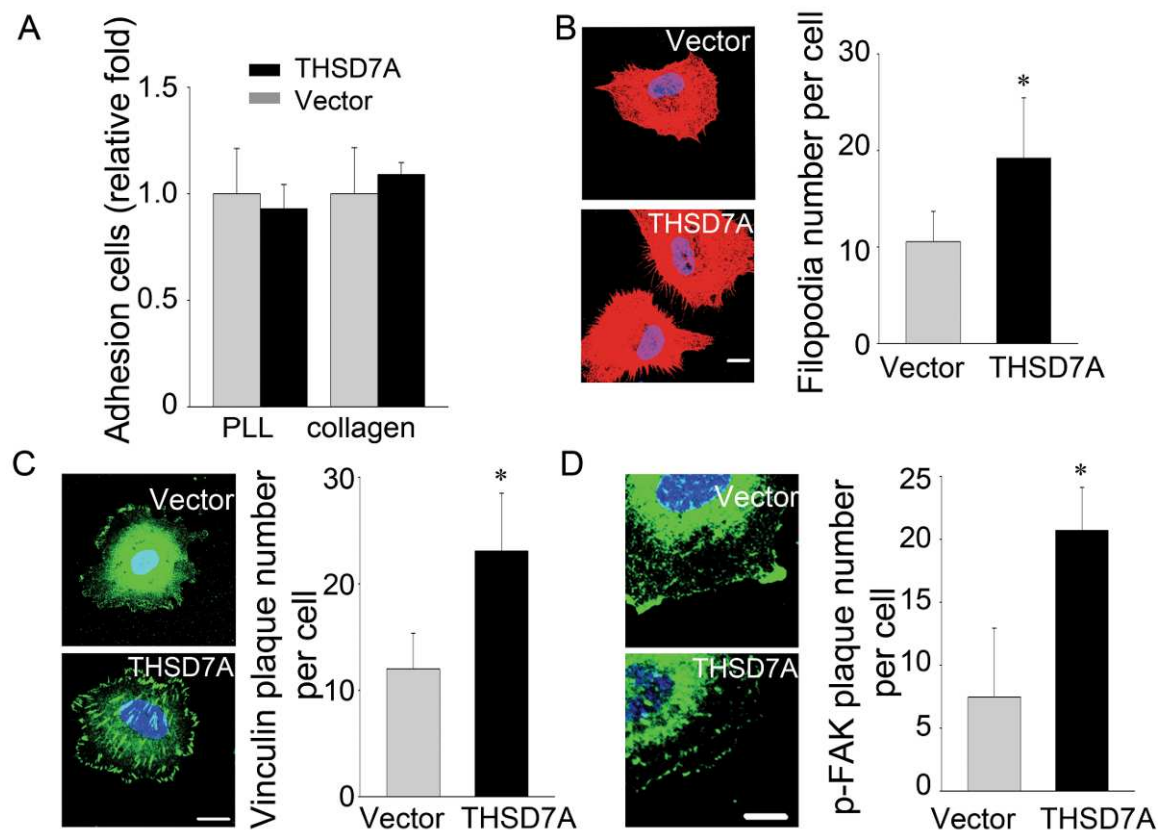 A
Adhesion cells (relative fold)
1.5
1.0
0.5
0
THSD7A
Vector
PLL collagen
B
Vector
THSD7A
Filopodia number per cell
30
20
10
0
*
Vector THSD7A
C
Vector
THSD7A
Vinculin plaque number
per cell
30
20
10
0
*
Vector THSD7A
D
Vector
THSD7A
p-FAK plaque number
per cell
25
20
15
10
5
0
*
Vector THSD7A